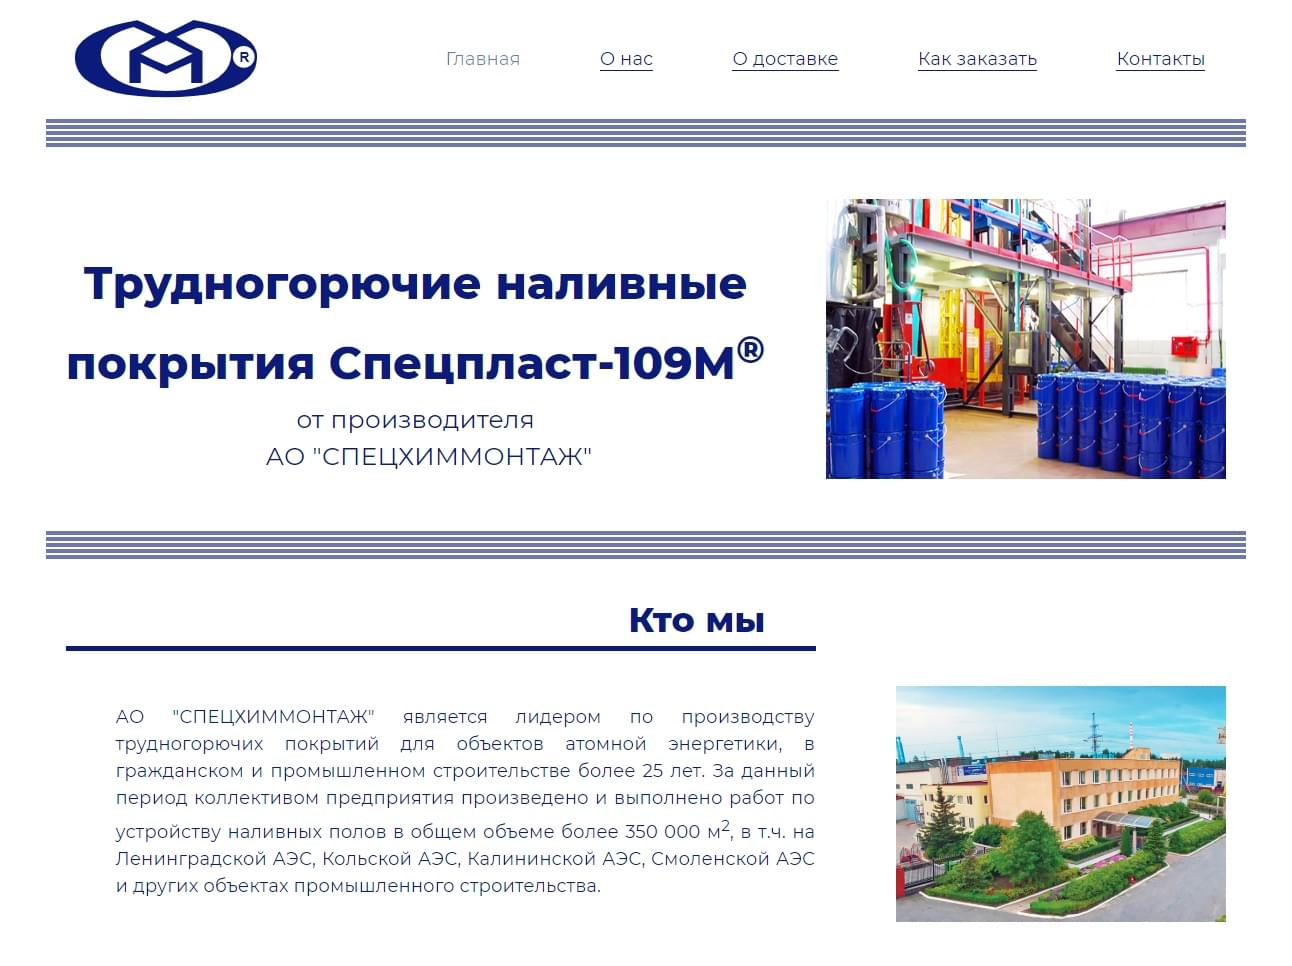 ®
Главная О нас О доставке Как заказать Контакты
Трудногорючие наливные
покрытия Спецпласт-109М®
от производителя
АО "СПЕЦХИММОНТАЖ"
Кто мы
АО "СПЕЦХИММОНТАЖ" является лидером по производству
трудногорючих покрытий для объектов атомной энергетики, в
гражданском и промышленном строительстве более 25 лет. За данный
период коллективом предприятия произведено и выполнено работ по
устройству наливных полов в общем объеме более 350 000 м², в т.ч. на
Ленинградской АЭС, Кольской АЭС, Калининской АЭС, Смоленской АЭС
и других объектах промышленного строительства.